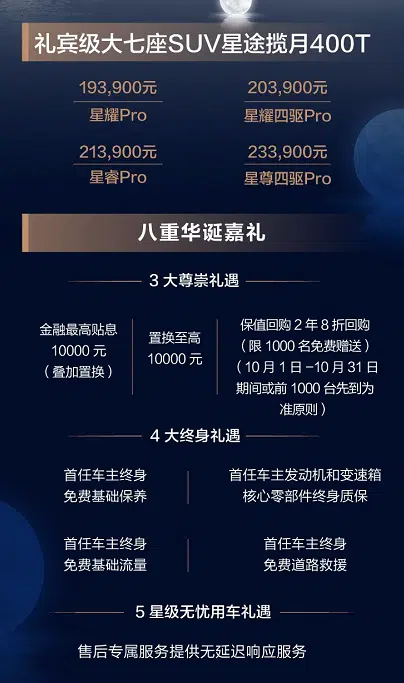 礼宾级大七座SUV星途揽月400T
193,900元
203,900元
星耀Pro
星耀四驱Pro
213,900元
233,900元
星睿Pro
星尊四驱Pro
八重华诞嘉礼
3 大尊崇礼遇
金融最高贴息
10000 元
（叠加置换）
置换至高
10000 元
保值回购 2 年 8 折回购
（限 1000 名免费赠送）
（10 月 1 日 –10 月 31 日
期间或前 1000 台先到为
准原则）
4 大终身礼遇
首任车主终身
免费基础保养
首任车主发动机和变速箱
核心零部件终身质保
首任车主终身
免费基础流量
首任车主终身
免费道路救援
5 星级无忧用车礼遇
售后专属服务提供无延迟响应服务